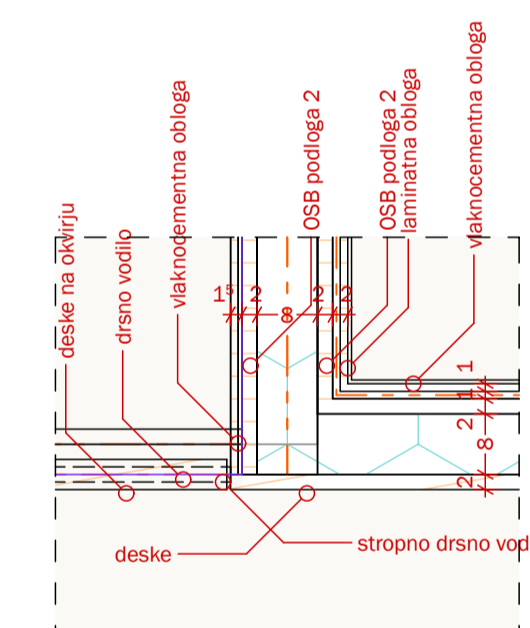 deske na okvirju
drsno vodilo
vlaknocementna obloga
OSB podloga 2
OSB podloga 2
laminatna obloga
vlaknocementna obloga
1⁵ 2 8 2 2
1
1
2
8
2
deske
stropno drsno vod